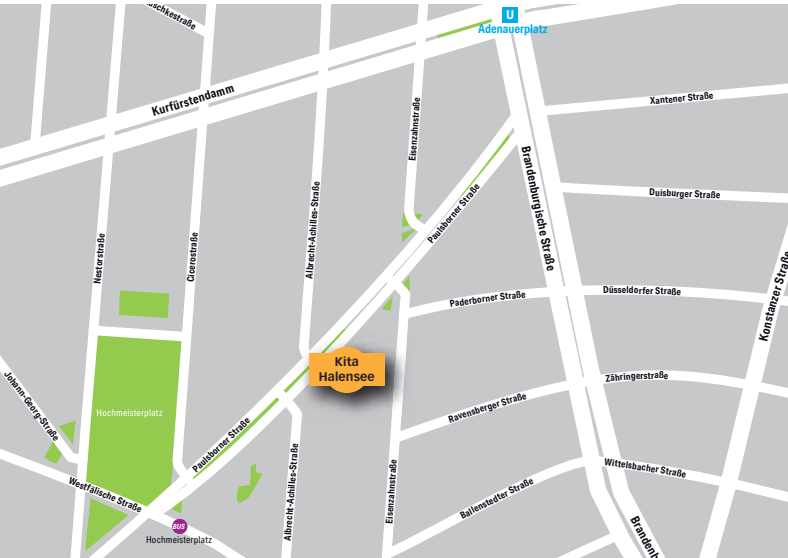 U
Adenauerplatz
Kurfürstendamm
Xantener Straße
Eisenzahnstraße
Brandenburgische Straße
Duisburger Straße
Paulsborner Straße
Albrecht-Achilles-Straße
Nestorstraße
Cicerostraße
Konstanzer Straße
Paderborner Straße
Düsseldorfer Straße
Kita
Halensee
Zähringerstraße
Johann-Georg-Straße
Hochmeisterplatz
Ravensberger Straße
Paulsborner Straße
Albrecht-Achilles-Straße
Eisenzahnstraße
Wittelsbacher Straße
Westfälische Straße
Ballenstedter Straße
BUS
Hochmeisterplatz
Brandenb